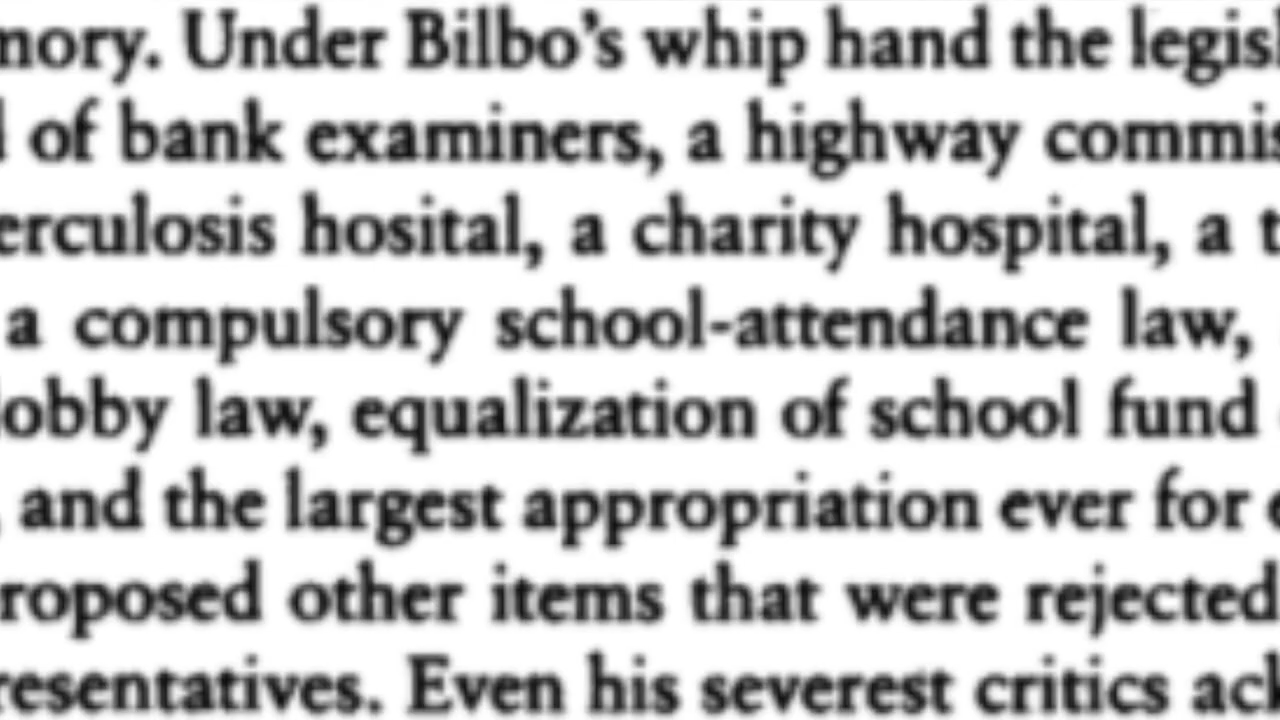 mory. Under Bilbo's whip hand the legisl
of bank examiners, a highway commis
erculosis hosital, a charity hospital, a t
a compulsory school-attendance law,
lobby law, equalization of school fund
, and the largest appropriation ever for e
roposed other items that were rejected
resentatives. Even his severest critics ack